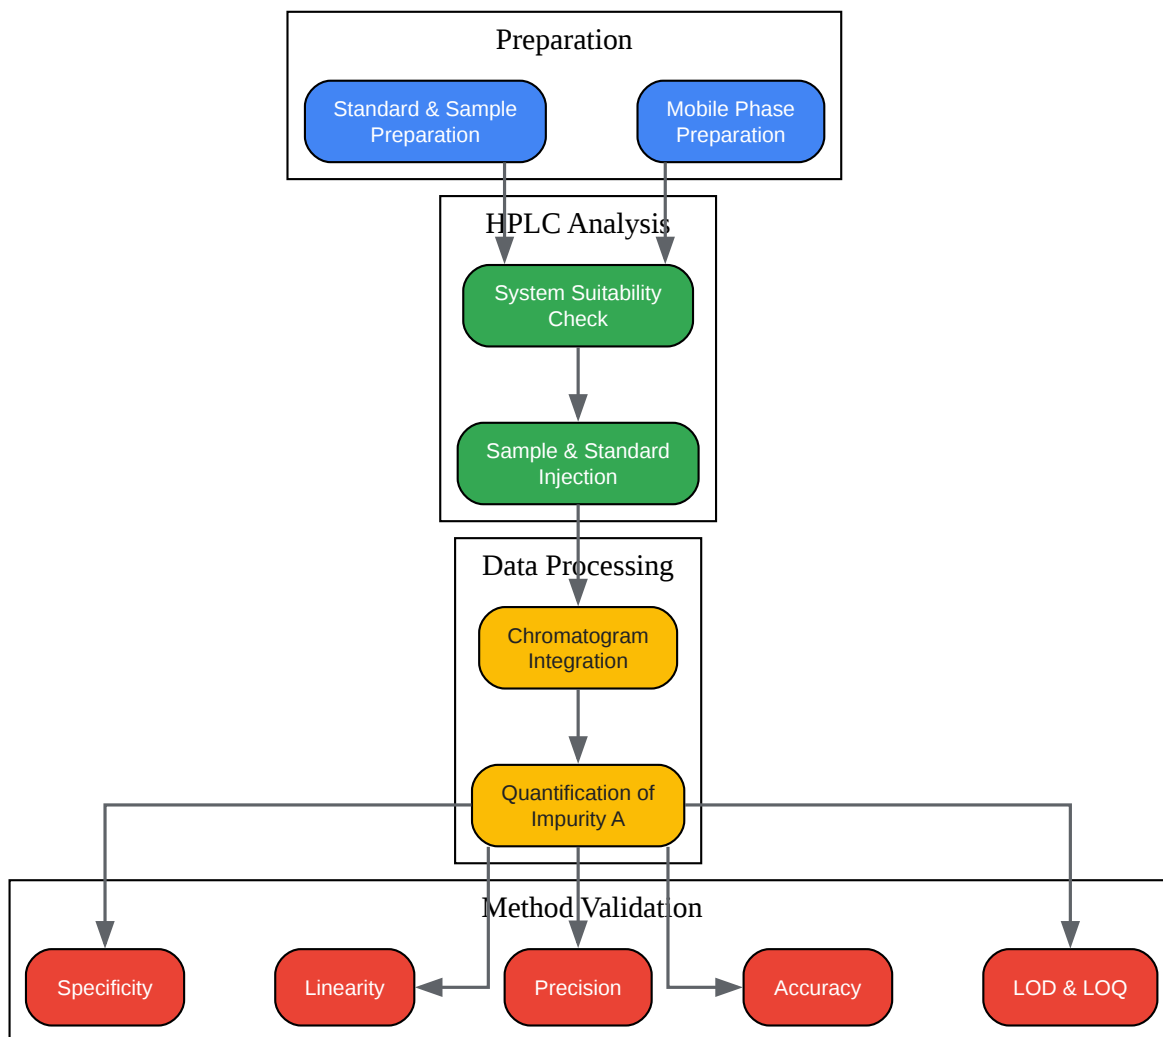 Preparation
Standard & Sample
Preparation
Mobile Phase
Preparation
HPLC Analysis
System Suitability
Check
Sample & Standard
Injection
Data Processing
Chromatogram
Integration
Quantification of
Impurity A
Method Validation
Specificity
Linearity
Precision
Accuracy
LOD & LOQ